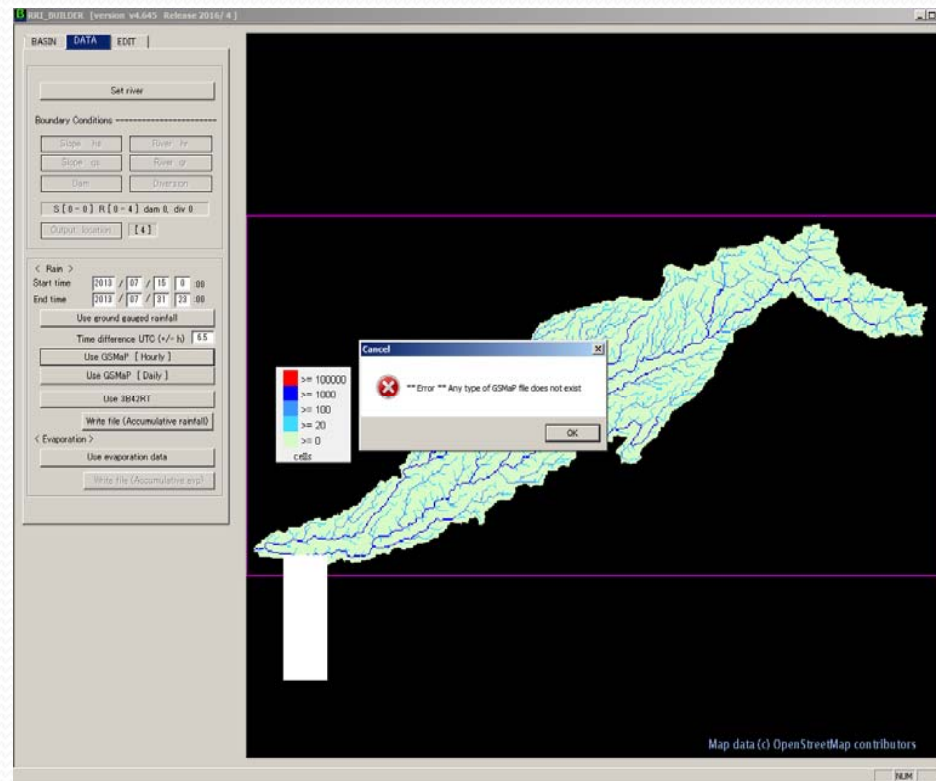 RRI_BUILDER [version v4.645 Release 2016/ 4 ]
BASIN DATA EDIT
Set river
Boundary Conditions
Slope hs River hr
Slope qs River qr
Dam Diversion
S [ 0 - 0 ] R [ 0 - 4 ] dam 0, div 0
Output location [ 4 ]
< Rain >
Start time 2013 / 07 / 15 0 :00
End time 2013 / 07 / 31 23 :00
Use ground gauged rainfall
Time difference UTC (+/- h) 6.5
Use GSMaP [ Hourly ]
Use GSMaP [ Daily ]
Use 3B42RT
Write file (Accumulative rainfall)
< Evaporation >
Use evaporation data
Write file (Accumulative evp)
>= 100000
>= 1000
>= 100
>= 20
>= 0
cells
Cancel
** Error ** Any type of GSMaP file does not exist
OK
Map data (c) OpenStreetMap contributors
NUM